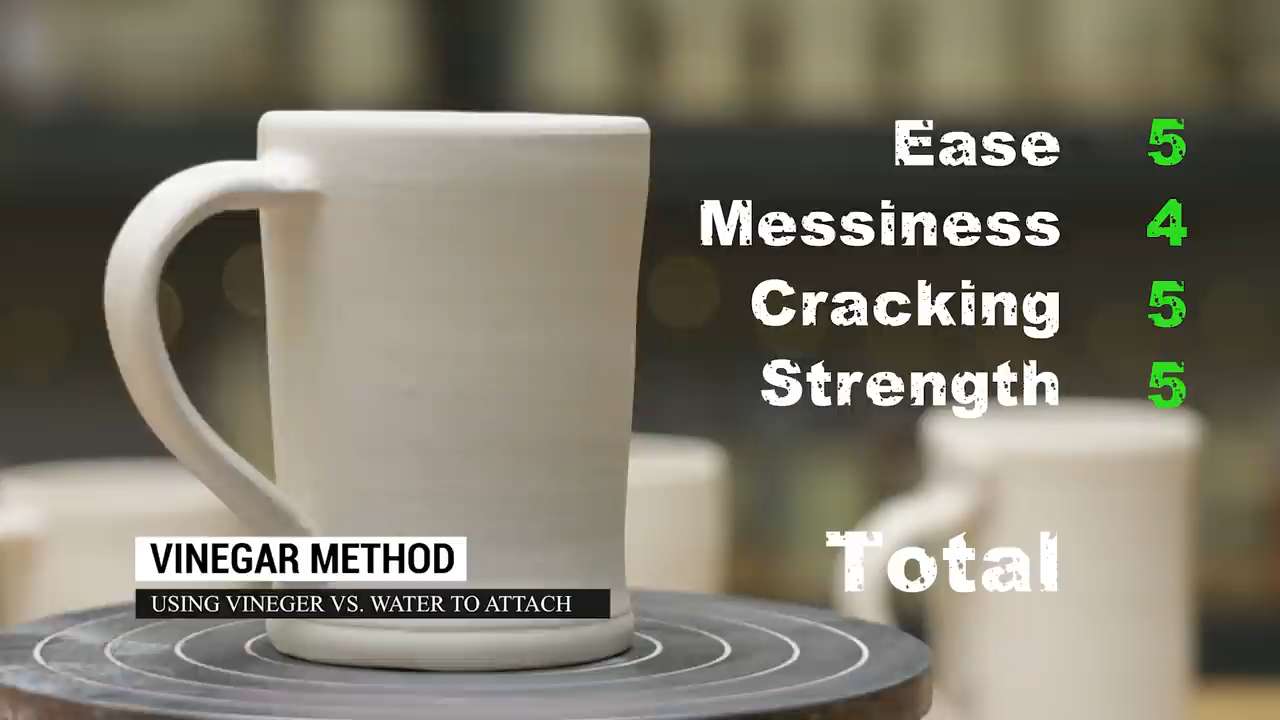 Ease 5
Messiness 4
Cracking 5
Strength 5
Total
VINEGAR METHOD
USING VINEGER VS. WATER TO ATTACH